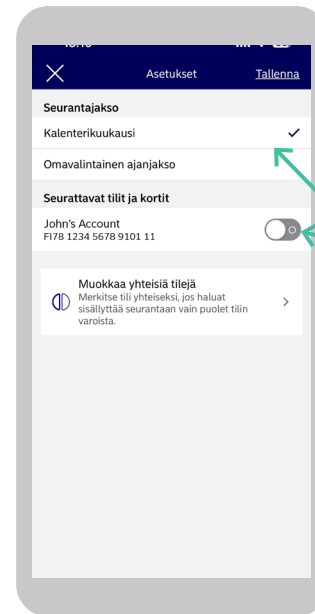 Asetukset
Tallenna
Seurantajakso
Kalenterikuukausi
Omavalintainen ajanjakso
Seurattavat tilit ja kortit
John's Account
FI78 1234 5678 9101 11
Muokkaa yhteisiä tilejä
Merkitse tili yhteiseksi, jos haluat
sisällyttää seurantaan vain puolet tilin
varoista.